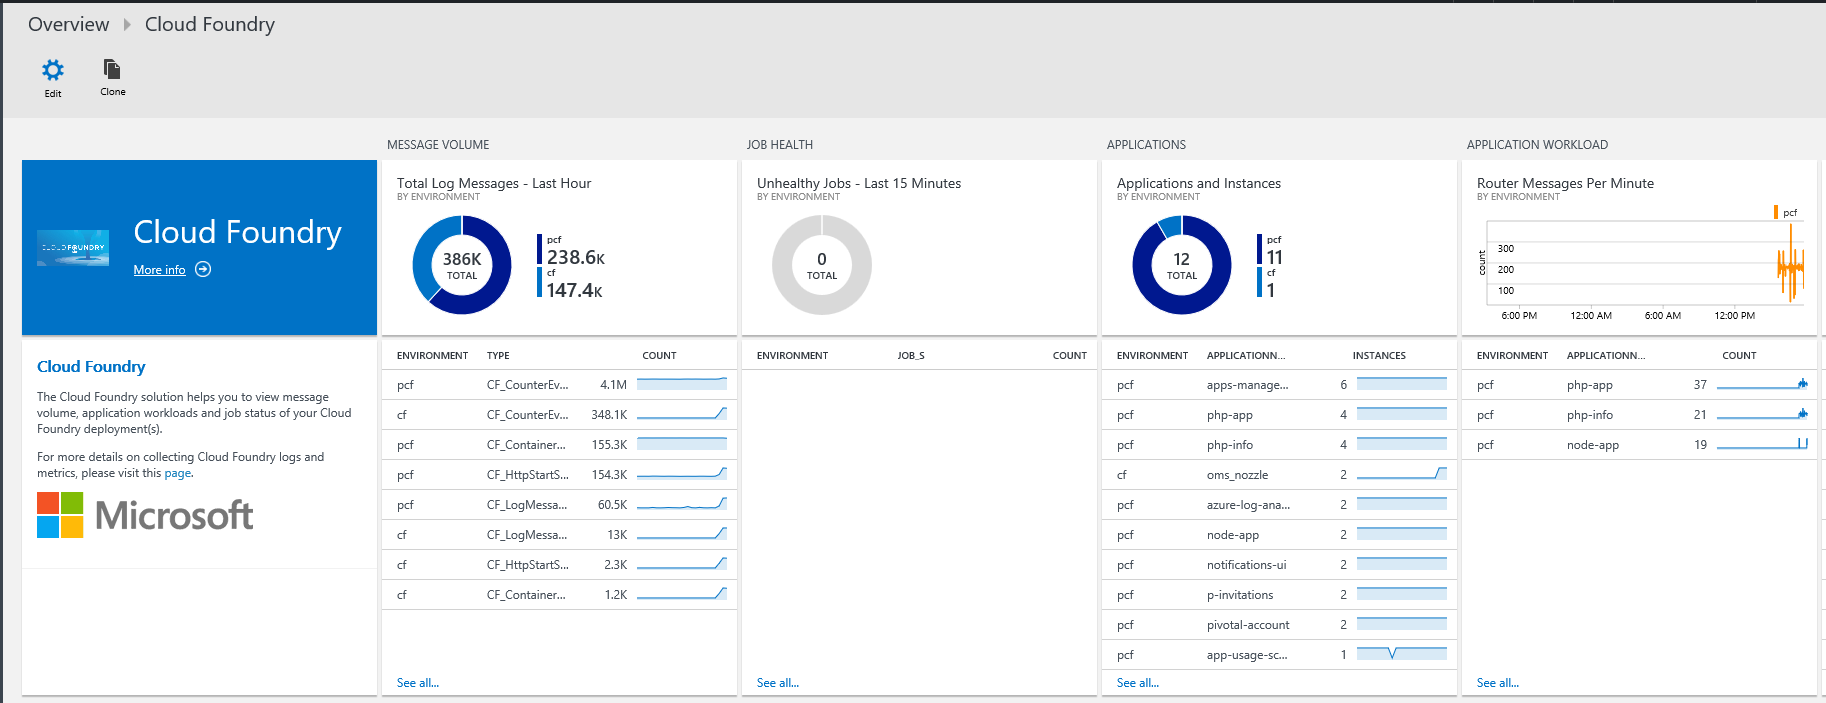 Overview Cloud Foundry
Edit Clone
CLOUD FOUNDRY
Cloud Foundry
More info
Cloud Foundry
The Cloud Foundry solution helps you to view message
volume, application workloads and job status of your Cloud
Foundry deployment(s).
For more details on collecting Cloud Foundry logs and
metrics, please visit this page.
Microsoft
MESSAGE VOLUME
Total Log Messages - Last Hour
BY ENVIRONMENT
386K
TOTAL
pcf
238.6K
cf
147.4K
ENVIRONMENT TYPE COUNT
pcf CF_CounterEv... 4.1M
cf CF_CounterEv... 348.1K
pcf CF_Container... 155.3K
pcf CF_HttpStartS... 154.3K
pcf CF_LogMessa... 60.5K
cf CF_LogMessa... 13K
cf CF_HttpStartS... 2.3K
cf CF_Container... 1.2K
See all...
JOB HEALTH
Unhealthy Jobs - Last 15 Minutes
BY ENVIRONMENT
0
TOTAL
ENVIRONMENT JOB_S COUNT
See all...
APPLICATIONS
Applications and Instances
BY ENVIRONMENT
12
TOTAL
pcf
11
cf
1
ENVIRONMENT APPLICATIONN... INSTANCES
pcf apps-manage... 6
pcf php-app 4
pcf php-info 4
cf oms_nozzle 2
pcf azure-log-ana... 2
pcf node-app 2
pcf notifications-ui 2
pcf p-invitations 2
pcf pivotal-account 2
pcf app-usage-sc... 1
See all...
APPLICATION WORKLOAD
Router Messages Per Minute
BY ENVIRONMENT
pcf
count
300
200
100
6:00 PM 12:00 AM 6:00 AM 12:00 PM
ENVIRONMENT APPLICATIONN... COUNT
pcf php-app 37
pcf php-info 21
pcf node-app 19
See all...